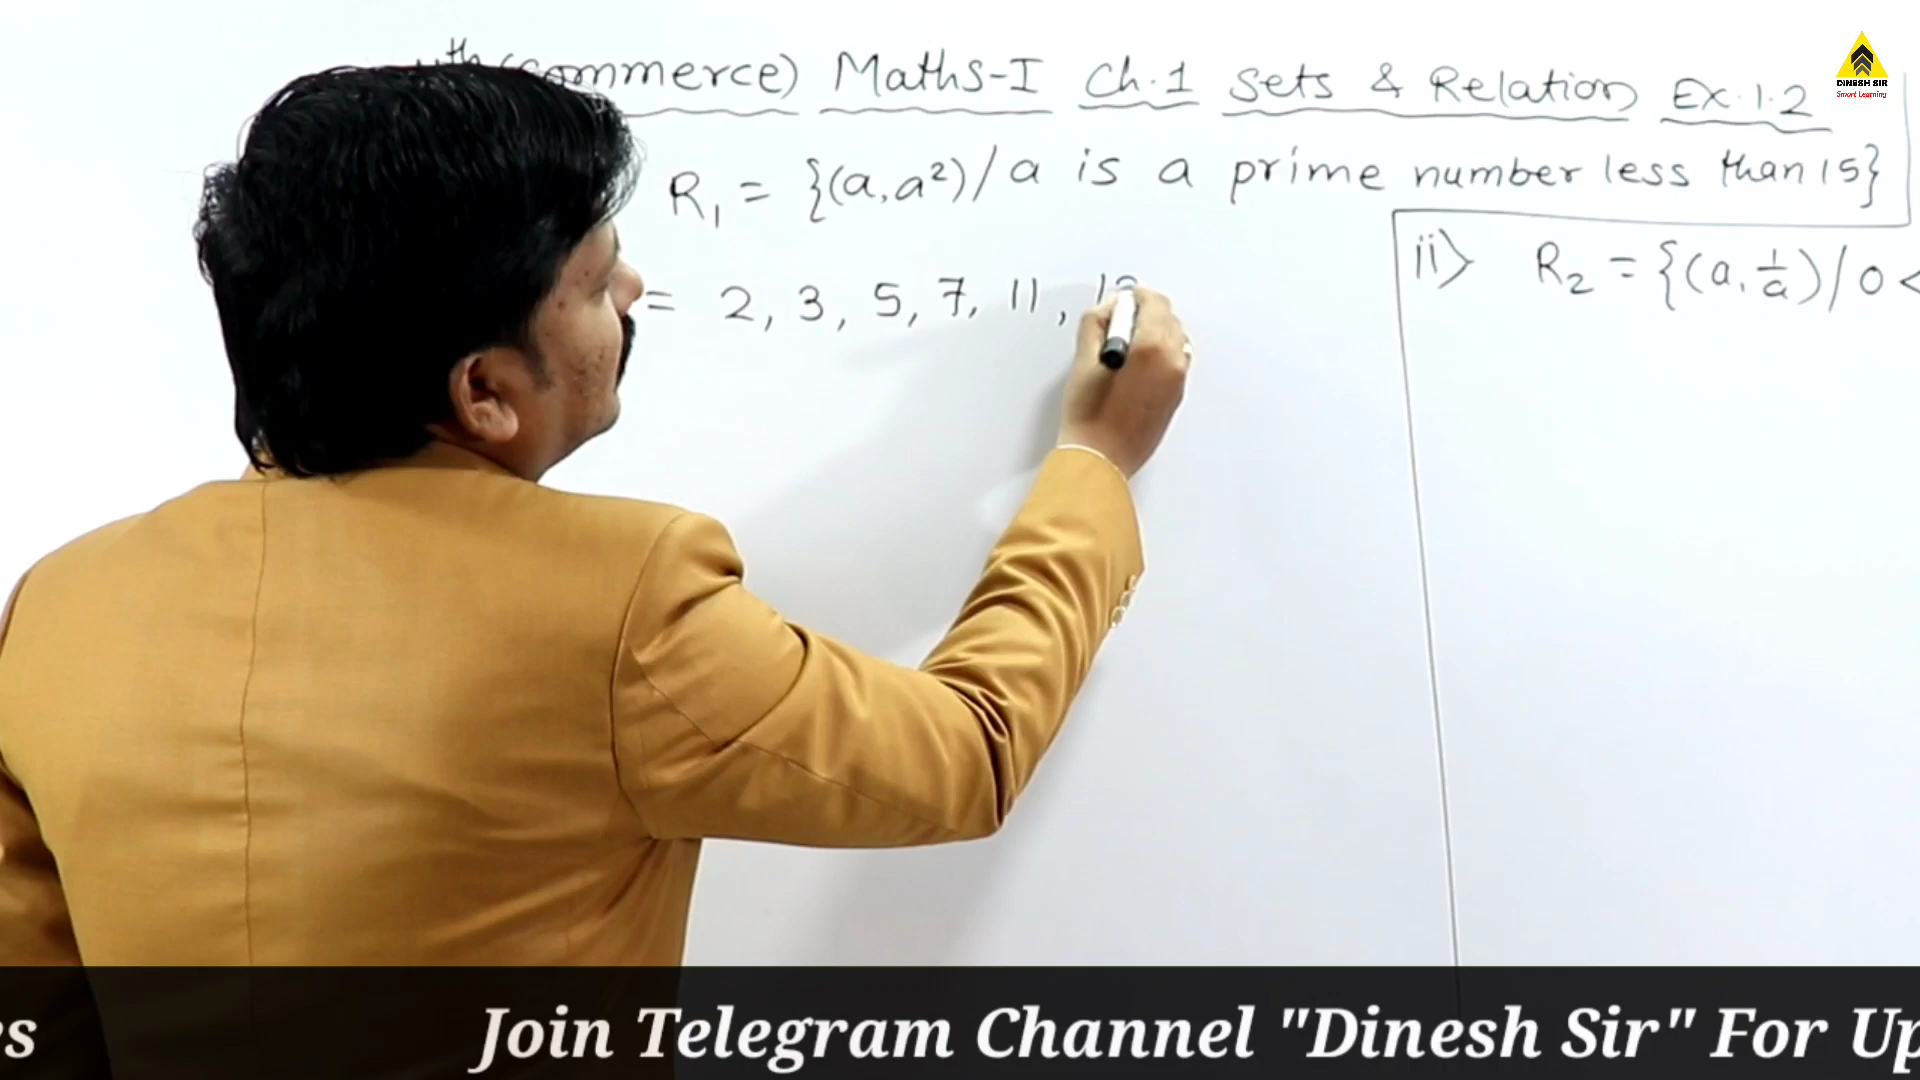 th (commerce) Maths-I Ch.1 Sets & Relation Ex.1.2
DINESH SIR
Smart Learning
R₁ = {(a,a²)/a is a prime number less than 15}
= 2, 3, 5, 7, 11,
ii) R₂ = {(a, 1/a)/0 <
Join Telegram Channel "Dinesh Sir" For Up